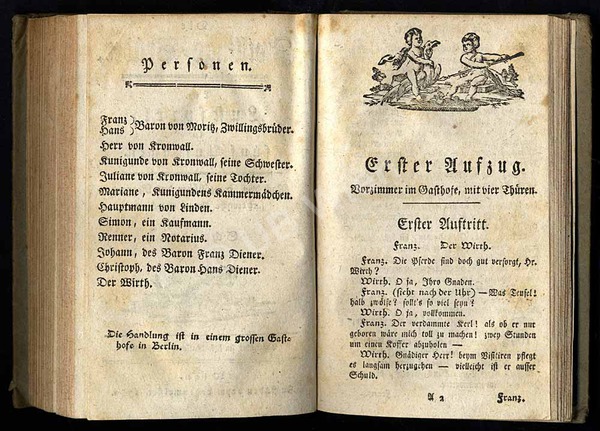 Personen.
Franz)
Hans) Baron von Moritz, Zwillingsbrüder.
Herr von Kronwall.
Kunigunde von Kronwall, seine Schwester.
Juliane von Kronwall, seine Tochter.
Mariane, Kunigundens Kammermädchen.
Hauptmann von Linden.
Simon, ein Kaufmann.
Renner, ein Notarius.
Johann, des Baron Franz Diener.
Christoph, des Baron Hans Diener.
Der Wirth.
Die Handlung ist in einem grossen Gast-
hofe in Berlin.
Erster Aufzug.
Vorzimmer im Gasthofe, mit vier Thüren.
Erster Auftritt.
Franz. Der Wirth.
Franz. Die Pferde sind doch gut versorgt, Hr.
Wirth?
Wirth. O ja, Ihro Gnaden.
Franz. (sieht nach der Uhr) — Was Teufel!
halb zwölfe? sollt's so viel seyn?
Wirth. O ja, vollkommen.
Franz. Der verdammte Kerl! als ob er nur
geboren wäre mich toll zu machen! zwey Stunden
um einen Koffer abzuholen —
Wirth. Gnädiger Herr! beym Visitiren pflegt
es langsam herzugehen — vielleicht ist er ausser
Schuld.
A 2 Franz.